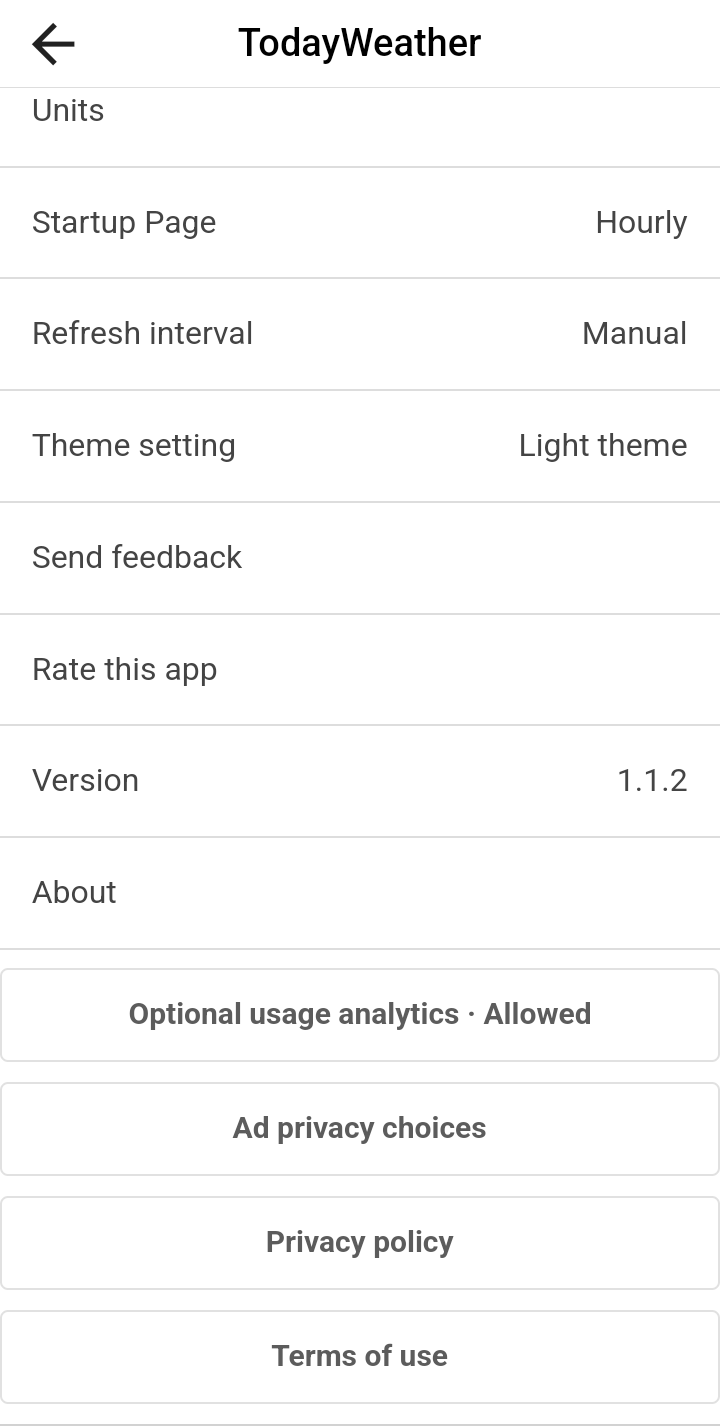 TodayWeather
Units
Startup Page Hourly
Refresh interval Manual
Theme setting Light theme
Send feedback
Rate this app
Version 1.1.2
About
Optional usage analytics · Allowed
Ad privacy choices
Privacy policy
Terms of use